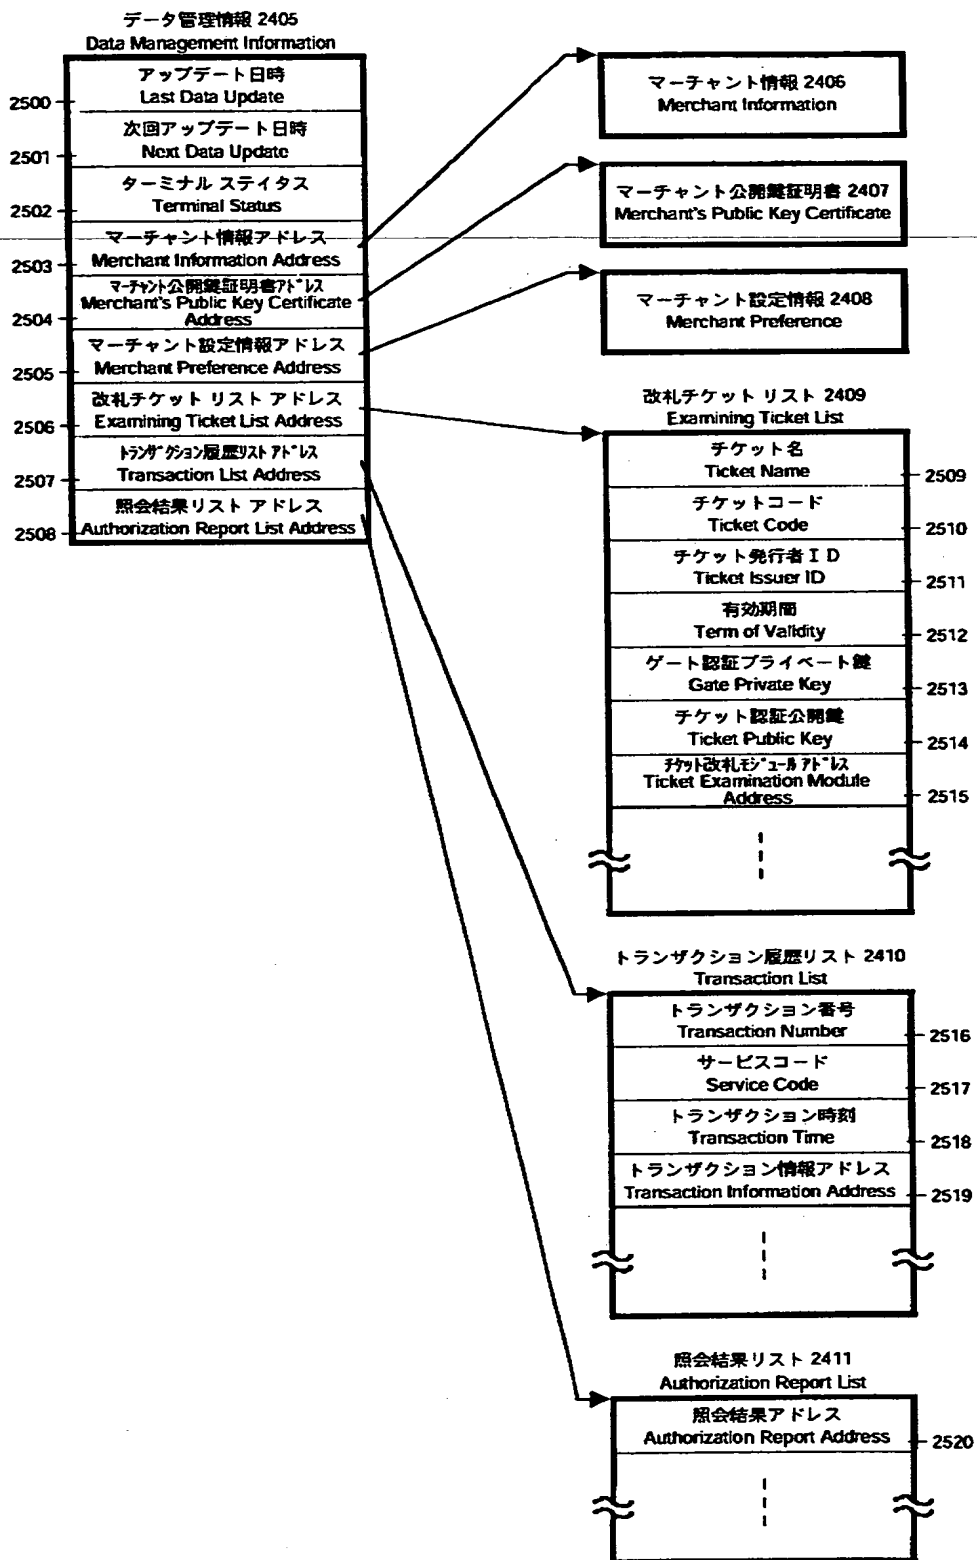 データ管理情報 2405
Data Management Information
アップデート日時
Last Data Update
2500
次回アップデート日時
Next Data Update
2501
ターミナル ステイタス
Terminal Status
2502
マーチャント情報アドレス
Merchant Information Address
2503
マーチャント公開鍵証明書アドレス
Merchant's Public Key Certificate
Address
2504
マーチャント設定情報アドレス
Merchant Preference Address
2505
改札チケット リスト アドレス
Examining Ticket List Address
2506
トランザクション履歴リスト アドレス
Transaction List Address
2507
照会結果リスト アドレス
Authorization Report List Address
2508
マーチャント情報 2406
Merchant Information
マーチャント公開鍵証明書 2407
Merchant's Public Key Certificate
マーチャント設定情報 2408
Merchant Preference
改札チケット リスト 2409
Examining Ticket List
チケット名
Ticket Name
2509
チケットコード
Ticket Code
2510
チケット発行者ID
Ticket Issuer ID
2511
有効期間
Term of Validity
2512
ゲート認証プライベート鍵
Gate Private Key
2513
チケット認証公開鍵
Ticket Public Key
2514
チケット改札モジュール アドレス
Ticket Examination Module
Address
2515
トランザクション履歴リスト 2410
Transaction List
トランザクション番号
Transaction Number
2516
サービスコード
Service Code
2517
トランザクション時刻
Transaction Time
2518
トランザクション情報アドレス
Transaction Information Address
2519
照会結果リスト 2411
Authorization Report List
照会結果アドレス
Authorization Report Address
2520